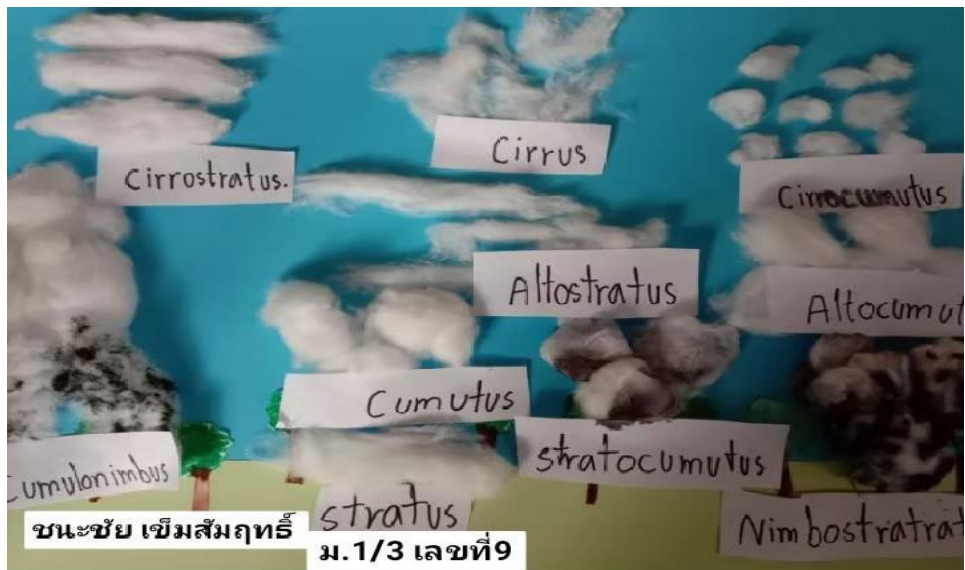 Cirrus
Cirrostratus.
Cirrocumutus
Altostratus
Altocumut
Cumutus
stratocumutus
Cumulonimbus
stratus
Nimbostratrat
ชนะชัย เข็มสัมฤทธิ์
ม.1/3 เลขที่9